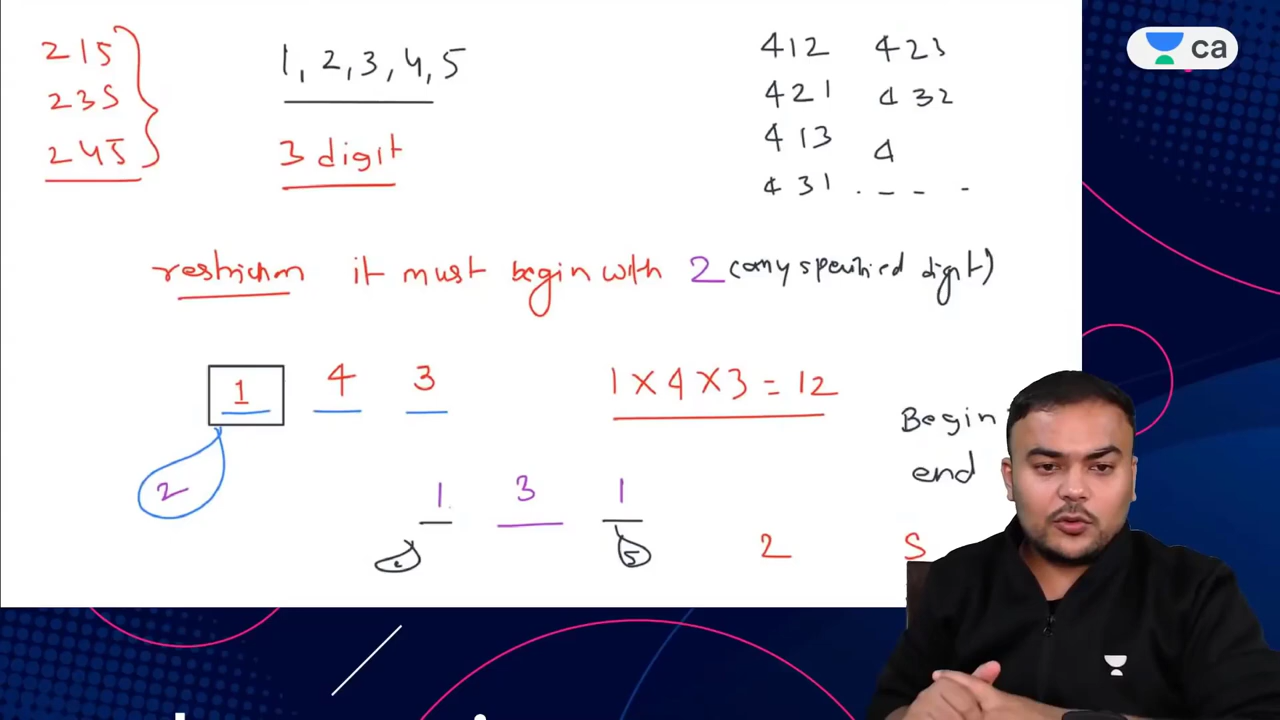 215
235
245
1, 2, 3, 4, 5
3 digit
412 423
421 432
413 4
431 . _ _ -
ca
restriction it must begin with 2 (any specified digit)
1 4 3
1 X 4 X 3 = 12
2
Begin
end
1 3 1
5
2 5